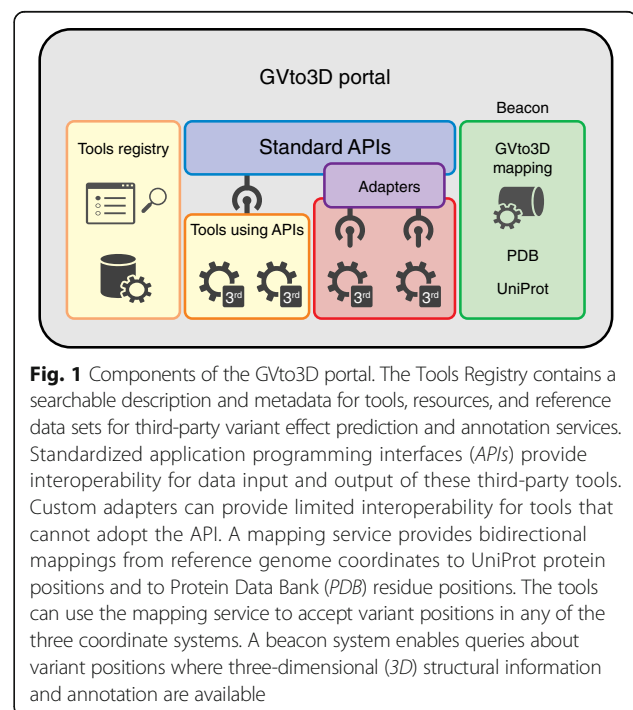 GVto3D portal
Beacon
Tools registry
Standard APIs
GVto3D
mapping
Adapters
Tools using APIs
PDB
UniProt
3rd
3rd
3rd
3rd
Fig. 1 Components of the GVto3D portal. The Tools Registry contains a
searchable description and metadata for tools, resources, and reference
data sets for third-party variant effect prediction and annotation services.
Standardized application programming interfaces (APIs) provide
interoperability for data input and output of these third-party tools.
Custom adapters can provide limited interoperability for tools that
cannot adopt the API. A mapping service provides bidirectional
mappings from reference genome coordinates to UniProt protein
positions and to Protein Data Bank (PDB) residue positions. The tools
can use the mapping service to accept variant positions in any of the
three coordinate systems. A beacon system enables queries about
variant positions where three-dimensional (3D) structural information
and annotation are available